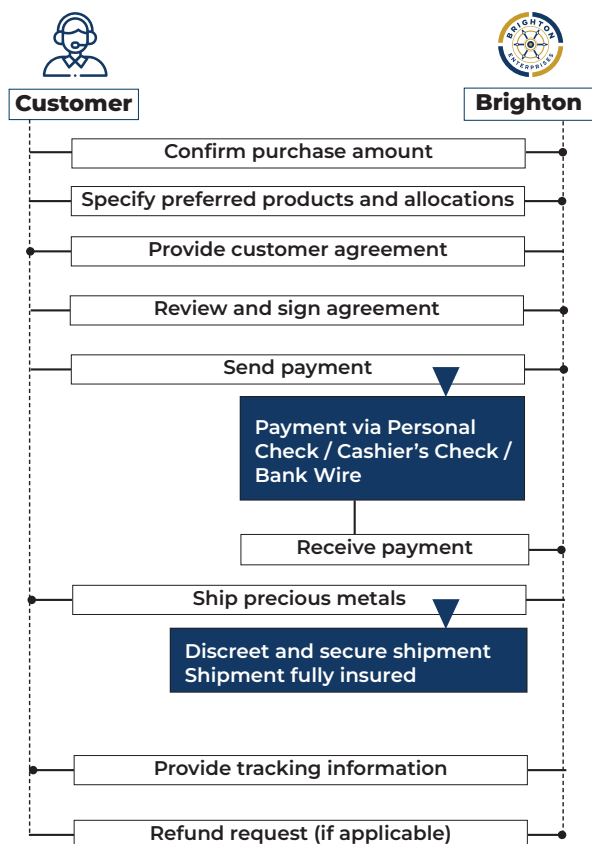 BRIGHTON
ENTERPRISES
Customer
Brighton
Confirm purchase amount
Specify preferred products and allocations
Provide customer agreement
Review and sign agreement
Send payment
Payment via Personal
Check / Cashier’s Check /
Bank Wire
Receive payment
Ship precious metals
Discreet and secure shipment
Shipment fully insured
Provide tracking information
Refund request (if applicable)